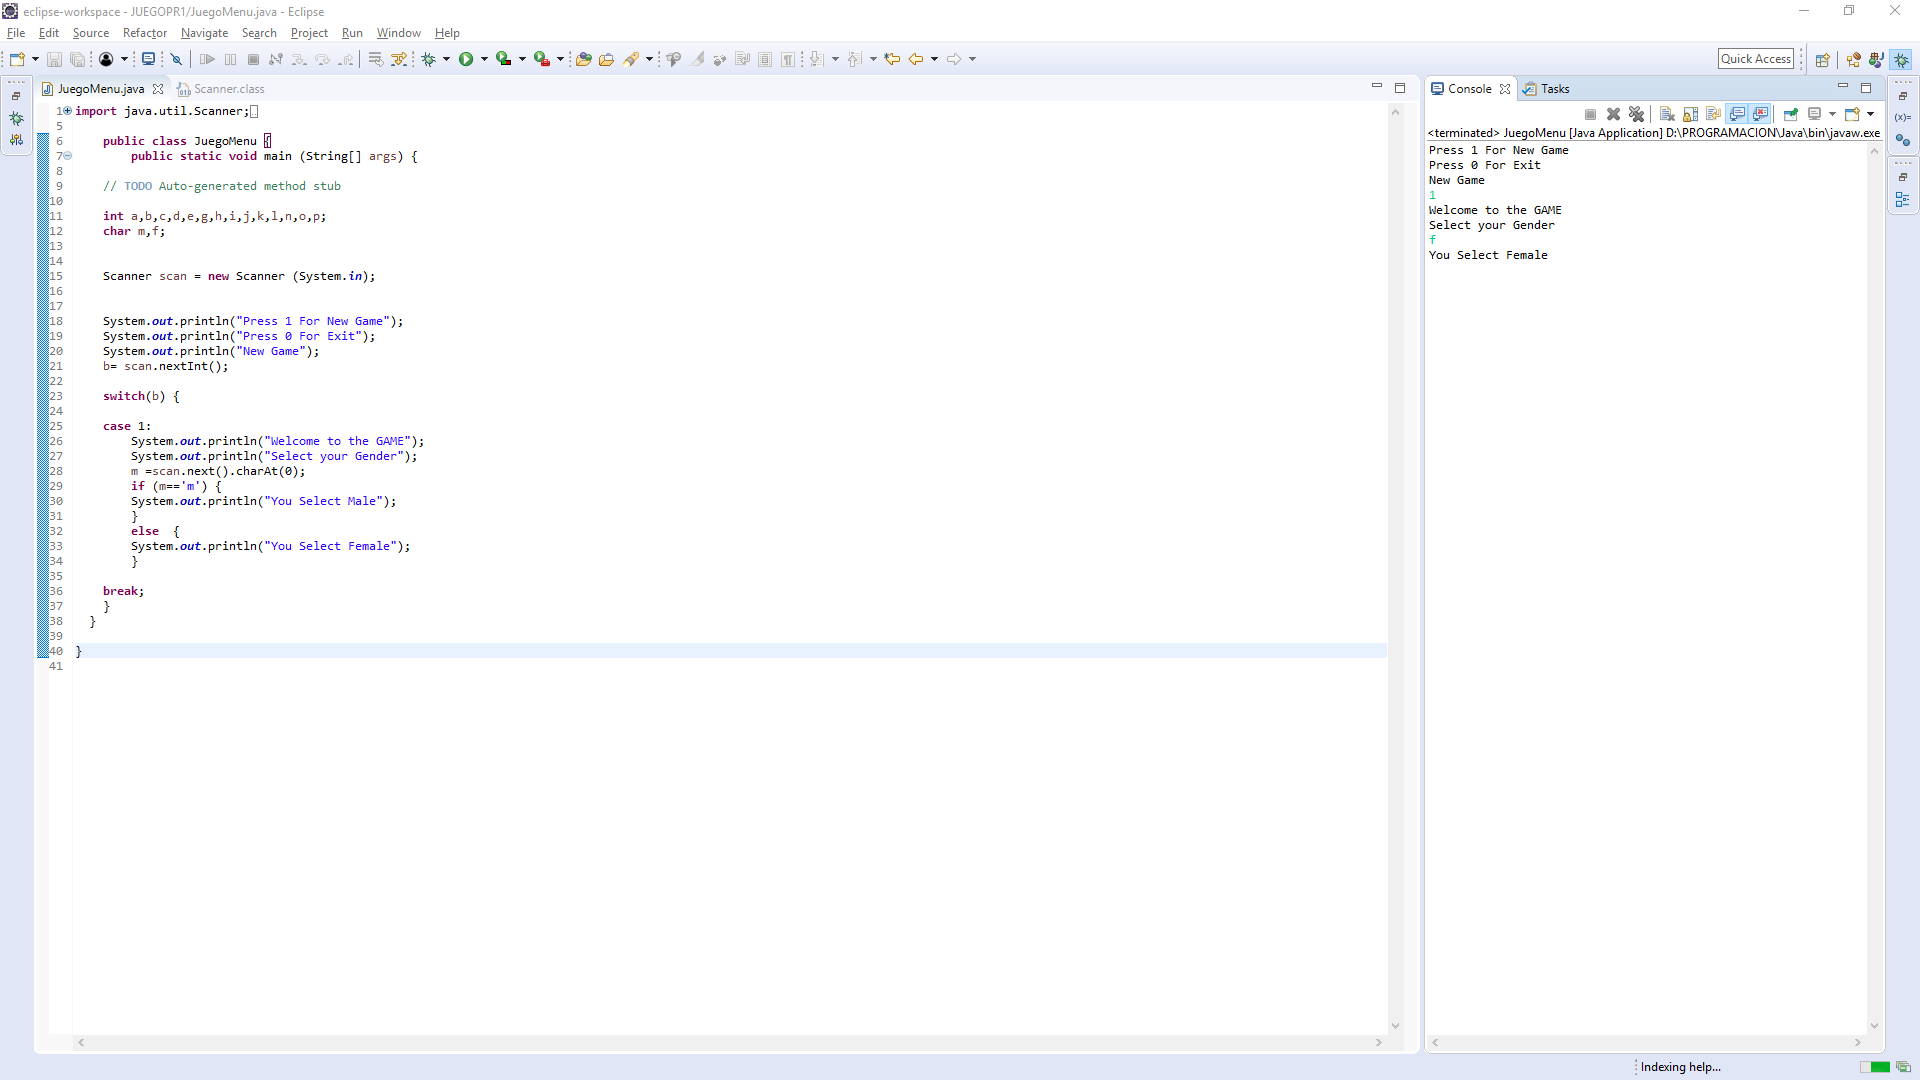 eclipse-workspace - JUEGOPR1/JuegoMenu.java - Eclipse
File Edit Source Refactor Navigate Search Project Run Window Help
Quick Access
JuegoMenu.java Scanner.class
1 import java.util.Scanner;
5
6 public class JuegoMenu {
7 public static void main (String[] args) {
8
9 // TODO Auto-generated method stub
10
11 int a,b,c,d,e,g,h,i,j,k,l,n,o,p;
12 char m,f;
13
14
15 Scanner scan = new Scanner (System.in);
16
17
18 System.out.println("Press 1 For New Game");
19 System.out.println("Press 0 For Exit");
20 System.out.println("New Game");
21 b= scan.nextInt();
22
23 switch(b) {
24
25 case 1:
26 System.out.println("Welcome to the GAME");
27 System.out.println("Select your Gender");
28 m =scan.next().charAt(0);
29 if (m=='m') {
30 System.out.println("You Select Male");
31 }
32 else {
33 System.out.println("You Select Female");
34 }
35
36 break;
37 }
38 }
39
40 }
41
Console Tasks
<terminated> JuegoMenu [Java Application] D:\PROGRAMACION\Java\bin\javaw.exe
Press 1 For New Game
Press 0 For Exit
New Game
1
Welcome to the GAME
Select your Gender
f
You Select Female
(x)=
Indexing help...